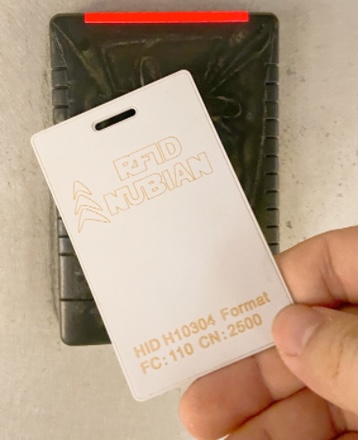 RFID
NUBIAN
HID H10304 Format
FC:110 CN:2500